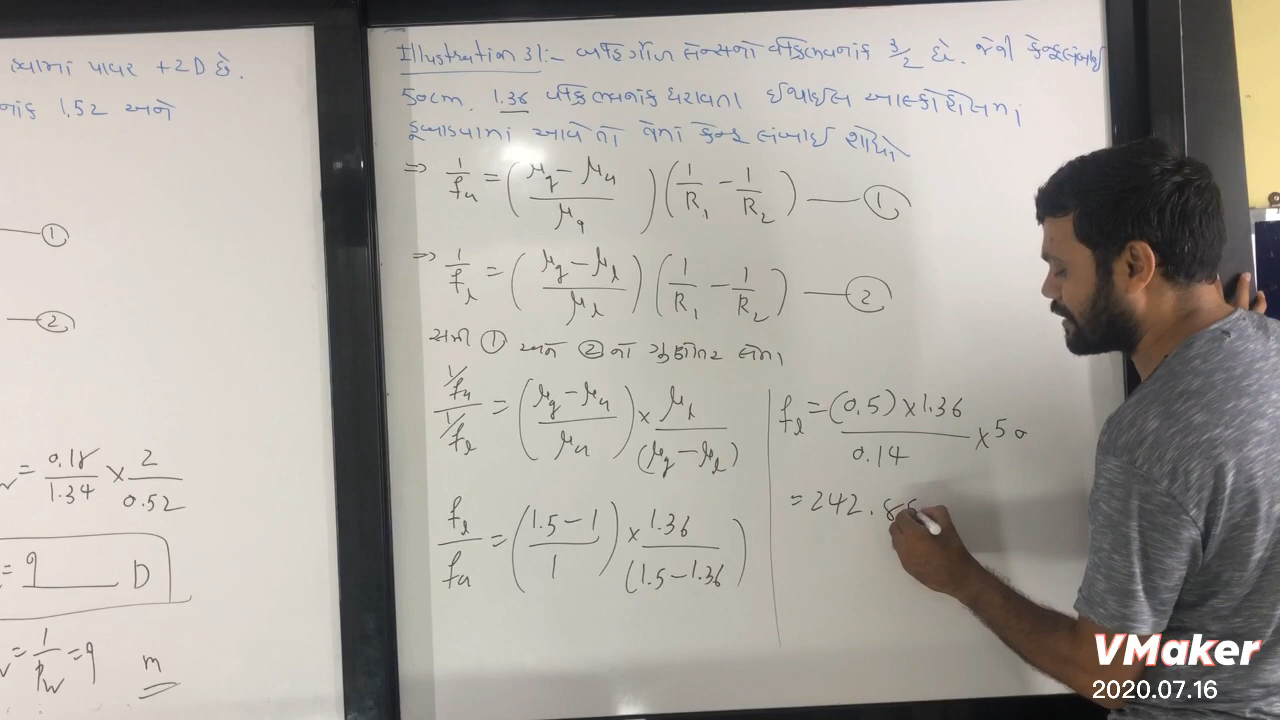 ધામાં પાવર +2D છે.
નાંક 1.52 અને
1
2
= 0.18/1.34 × 2/0.52
= 9 D
= 1/Pw = 9 m
Illustration 31:- બહિર્ગોળ લેન્સનો વક્રીભવનાંક 3/2 છે. જેની કેન્દ્રલંબાઈ
50cm. 1.36 વક્રીભવનાંક ધરાવતા ઈથાઈલ આલ્કોહોલમાં
ડૂબાડવામાં આવે તો તેની કેન્દ્ર લંબાઈ શોધો
⇒ 1/fa = (μg – μa / μa) (1/R1 – 1/R2) — 1
⇒ 1/fl = (μg – μl / μl) (1/R1 – 1/R2) — 2
સમી 1 અને 2 નો ગુણોત્તર લેતા
1/fa / 1/fl = (μg – μa / μa) × μl / (μg – μl)
fl/fa = (1.5 – 1 / 1) × 1.36 / (1.5 – 1.36)
fl = (0.5) × 1.36 / 0.14 × 50
= 242.8
VMaker
2020.07.16